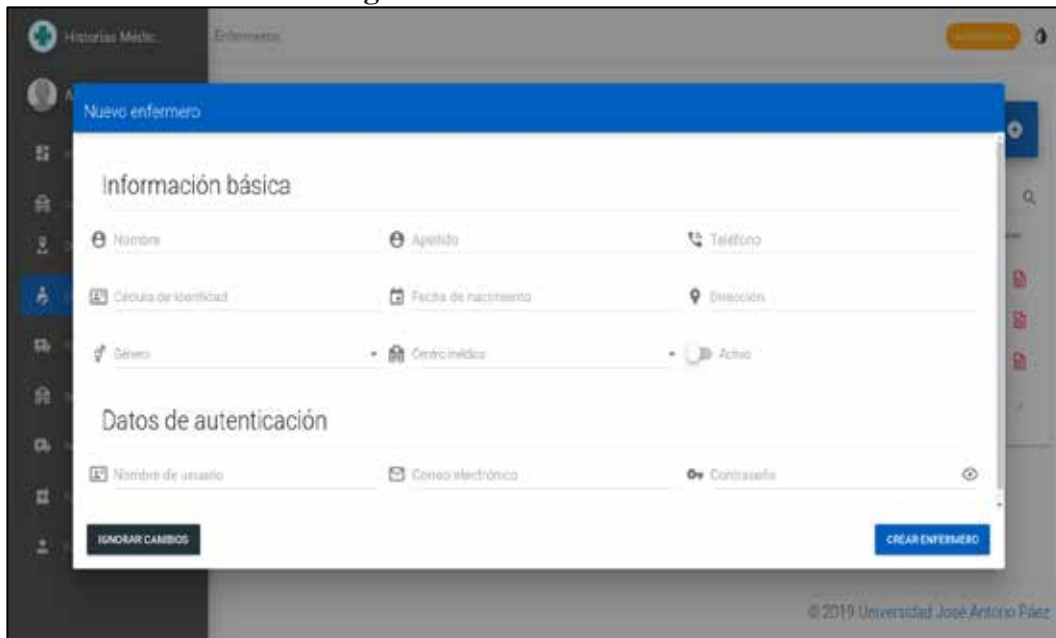 Historias Médic...
Enfermeros
Nuevo enfermero
Información básica
Nombre
Apellido
Teléfono
Cédula de identidad
Fecha de nacimiento
Dirección
Género
Centro médico
Activo
Datos de autenticación
Nombre de usuario
Correo electrónico
Contraseña
IGNORAR CAMBIOS
CREAR ENFERMERO
© 2019 Universidad José Antonio Páez